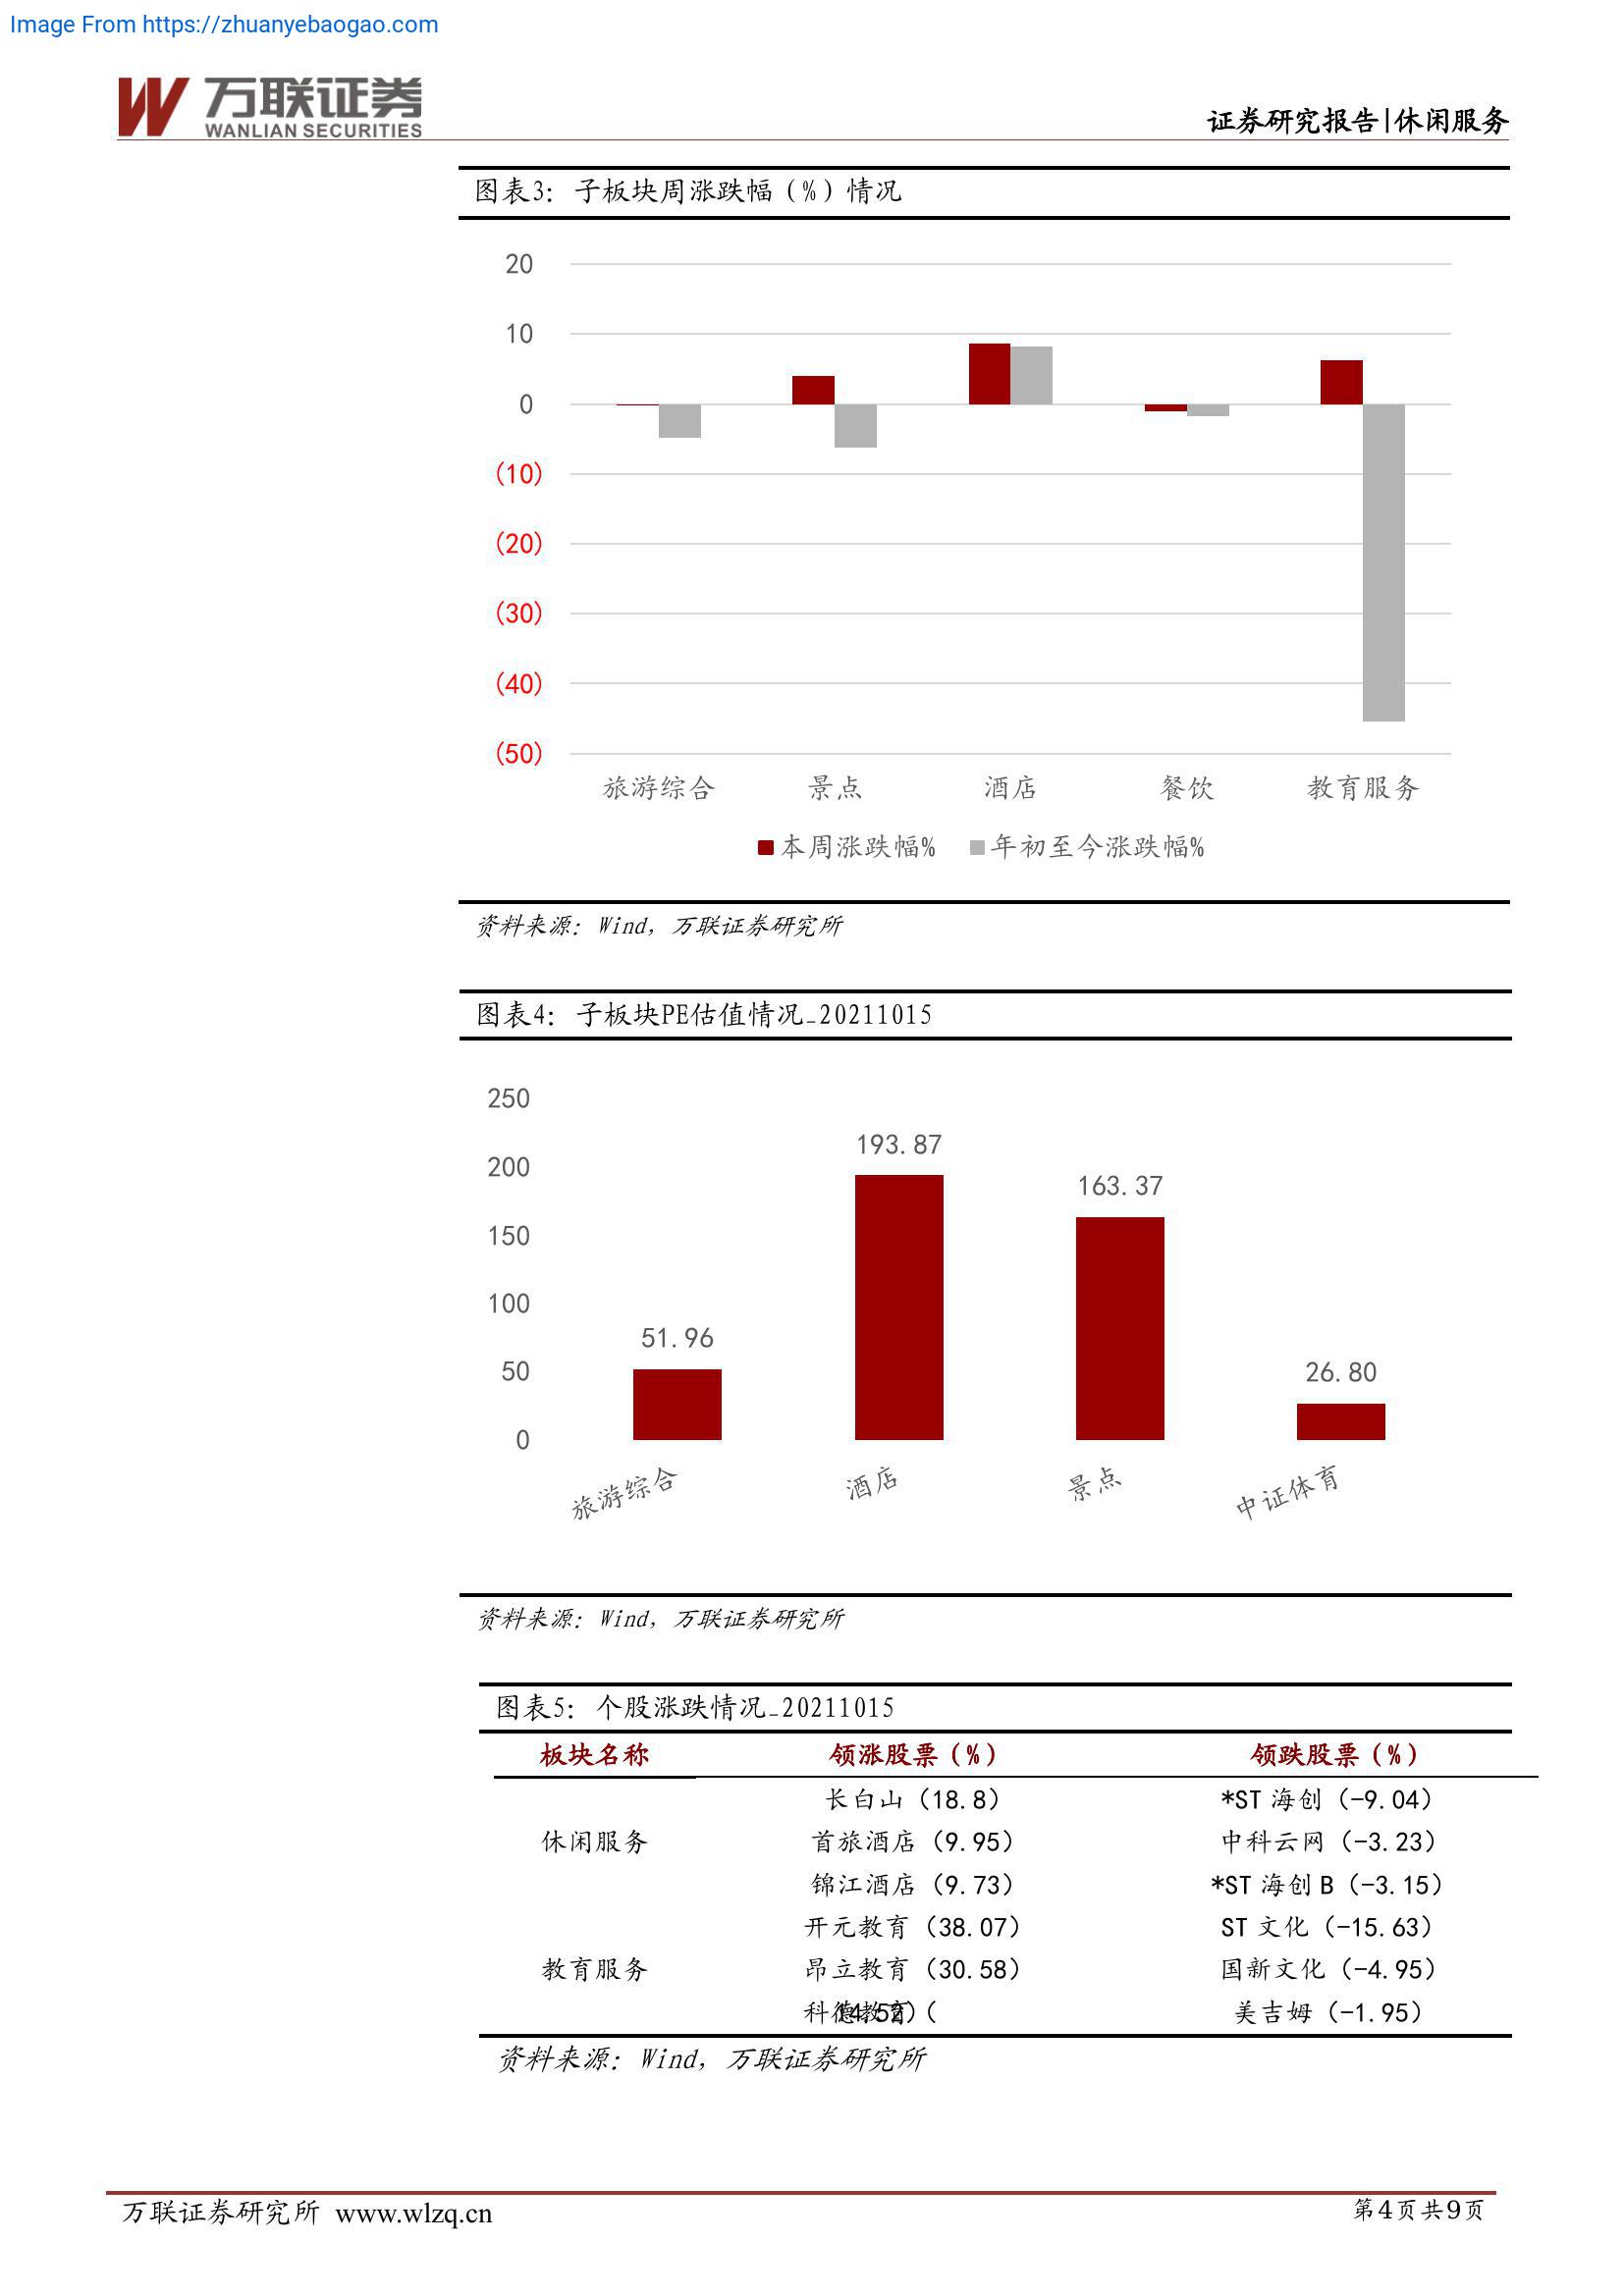 Image From https://zhuanyebaogao.com
万联证券
WANLIAN SECURITIES
证券研究报告|休闲服务
图表3：子板块周涨跌幅（%）情况
20
10
0
(10)
(20)
(30)
(40)
(50)
旅游综合 景点 酒店 餐饮 教育服务
本周涨跌幅% 年初至今涨跌幅%
资料来源：Wind，万联证券研究所
图表4：子板块PE估值情况_20211015
250
200
150
100
50
0
51.96 193.87 163.37 26.80
旅游综合 酒店 景点 中证体育
资料来源：Wind，万联证券研究所
图表5：个股涨跌情况_20211015
板块名称 领涨股票（%） 领跌股票（%）
长白山（18.8） *ST 海创（-9.04）
休闲服务 首旅酒店（9.95） 中科云网（-3.23）
锦江酒店（9.73） *ST 海创 B（-3.15）
开元教育（38.07） ST 文化（-15.63）
教育服务 昂立教育（30.58） 国新文化（-4.95）
科德教育（14.52） 美吉姆（-1.95）
资料来源：Wind，万联证券研究所
万联证券研究所 www.wlzq.cn 第4页共9页